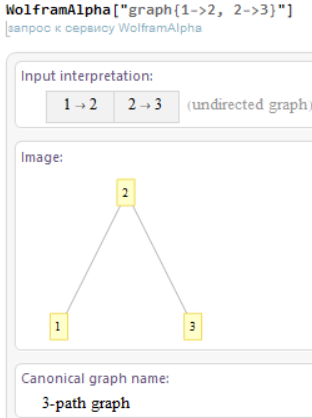 WolframAlpha["graph{1->2, 2->3}"]
запрос к сервису WolframAlpha
Input interpretation:
1 → 2 2 → 3 (undirected graph)
Image:
2
1 3
Canonical graph name:
3-path graph